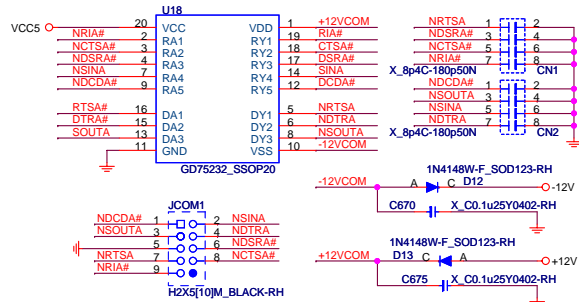 U18
VCC5 20 VCC VDD 1 +12VCOM
NRIA# 2 RA1 RY1 19 RIA#
NCTSA# 3 RA2 RY2 18 CTSA#
NDSRA# 4 RA3 RY3 17 DSRA#
NSINA 7 RA4 RY4 14 SINA
NDCDA# 9 RA5 RY5 12 DCDA#
RTSA# 16 DA1 DY1 5 NRTSA
DTRA# 15 DA2 DY2 6 NDTRA
SOUTA 13 DA3 DY3 8 NSOUTA
11 GND VSS 10 -12VCOM
GD75232_SSOP20
NRTSA 1 2
NDSRA# 3 4
NCTSA# 5 6
NRIA# 7 8
X_8p4C-180p50N CN1
NDCDA# 1 2
NSOUTA 3 4
NSINA 5 6
NDTRA 7 8
X_8p4C-180p50N CN2
1N4148W-F_SOD123-RH
-12VCOM A C D12 -12V
C670 X_C0.1u25Y0402-RH
JCOM1
NDCDA# 1 2 NSINA
NSOUTA 3 4 NDTRA
5 6 NDSRA#
NRTSA 7 8 NCTSA#
NRIA# 9
H2X5[10]M_BLACK-RH
1N4148W-F_SOD123-RH
+12VCOM D13 C A +12V
C675 X_C0.1u25Y0402-RH